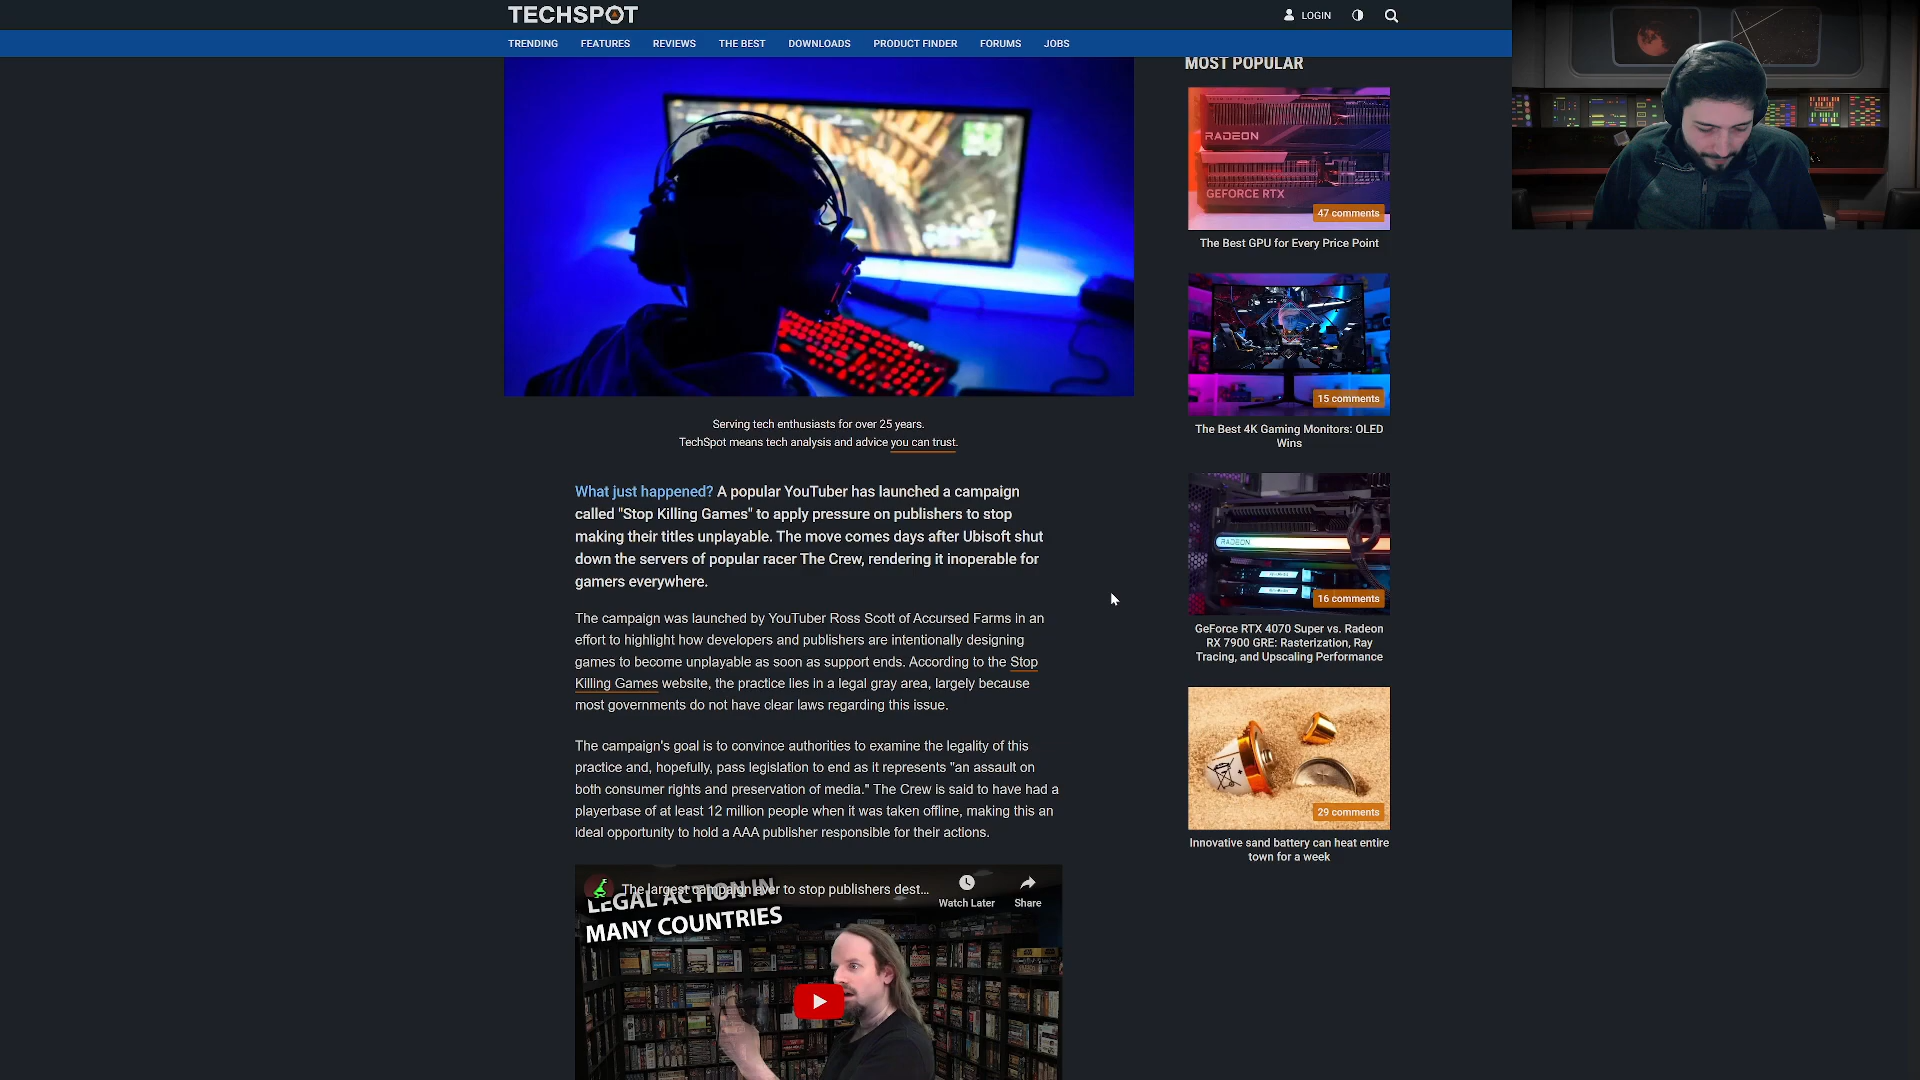 TECHSPOT
LOGIN
TRENDING FEATURES REVIEWS THE BEST DOWNLOADS PRODUCT FINDER FORUMS JOBS
Serving tech enthusiasts for over 25 years.
TechSpot means tech analysis and advice you can trust.
What just happened? A popular YouTuber has launched a campaign
called "Stop Killing Games" to apply pressure on publishers to stop
making their titles unplayable. The move comes days after Ubisoft shut
down the servers of popular racer The Crew, rendering it inoperable for
gamers everywhere.
The campaign was launched by YouTuber Ross Scott of Accursed Farms in an
effort to highlight how developers and publishers are intentionally designing
games to become unplayable as soon as support ends. According to the Stop
Killing Games website, the practice lies in a legal gray area, largely because
most governments do not have clear laws regarding this issue.
The campaign's goal is to convince authorities to examine the legality of this
practice and, hopefully, pass legislation to end as it represents "an assault on
both consumer rights and preservation of media." The Crew is said to have had a
playerbase of at least 12 million people when it was taken offline, making this an
ideal opportunity to hold a AAA publisher responsible for their actions.
The largest campaign ever to stop publishers dest...
Watch Later
Share
LEGAL ACTION IN
MANY COUNTRIES
MOST POPULAR
RADEON
GEFORCE RTX
47 comments
The Best GPU for Every Price Point
15 comments
The Best 4K Gaming Monitors: OLED
Wins
RADEON
16 comments
GeForce RTX 4070 Super vs. Radeon
RX 7900 GRE: Rasterization, Ray
Tracing, and Upscaling Performance
29 comments
Innovative sand battery can heat entire
town for a week